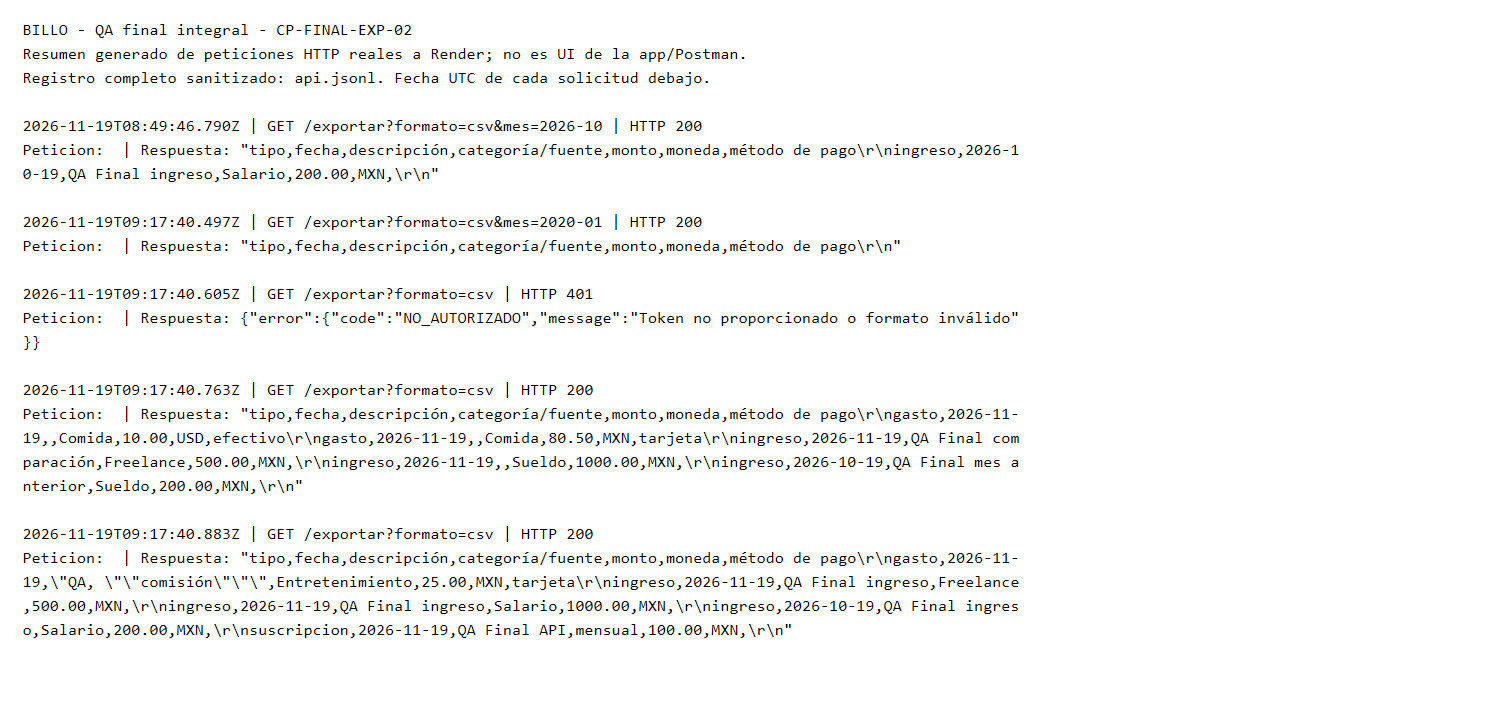 BILLO - QA final integral - CP-FINAL-EXP-02
Resumen generado de peticiones HTTP reales a Render; no es UI de la app/Postman.
Registro completo sanitizado: api.jsonl. Fecha UTC de cada solicitud debajo.
2026-11-19T08:49:46.790Z | GET /exportar?formato=csv&mes=2026-10 | HTTP 200
Peticion:  | Respuesta: "tipo,fecha,descripción,categoría/fuente,monto,moneda,método de pago\r\ningreso,2026-1
0-19,QA Final ingreso,Salario,200.00,MXN,\r\n"
2026-11-19T09:17:40.497Z | GET /exportar?formato=csv&mes=2020-01 | HTTP 200
Peticion:  | Respuesta: "tipo,fecha,descripción,categoría/fuente,monto,moneda,método de pago\r\n"
2026-11-19T09:17:40.605Z | GET /exportar?formato=csv | HTTP 401
Peticion:  | Respuesta: {"error":{"code":"NO_AUTORIZADO","message":"Token no proporcionado o formato inválido"
}}
2026-11-19T09:17:40.763Z | GET /exportar?formato=csv | HTTP 200
Peticion:  | Respuesta: "tipo,fecha,descripción,categoría/fuente,monto,moneda,método de pago\r\ngasto,2026-11-
19,,Comida,10.00,USD,efectivo\r\ngasto,2026-11-19,,Comida,80.50,MXN,tarjeta\r\ningreso,2026-11-19,QA Final com
paración,Freelance,500.00,MXN,\r\ningreso,2026-11-19,,Sueldo,1000.00,MXN,\r\ningreso,2026-10-19,QA Final mes a
nterior,Sueldo,200.00,MXN,\r\n"
2026-11-19T09:17:40.883Z | GET /exportar?formato=csv | HTTP 200
Peticion:  | Respuesta: "tipo,fecha,descripción,categoría/fuente,monto,moneda,método de pago\r\ngasto,2026-11-
19,\"QA, \"\"comisión\"\"\",Entretenimiento,25.00,MXN,tarjeta\r\ningreso,2026-11-19,QA Final ingreso,Freelance
,500.00,MXN,\r\ningreso,2026-11-19,QA Final ingreso,Salario,1000.00,MXN,\r\ningreso,2026-10-19,QA Final ingres
o,Salario,200.00,MXN,\r\nsuscripcion,2026-11-19,QA Final API,mensual,100.00,MXN,\r\n"